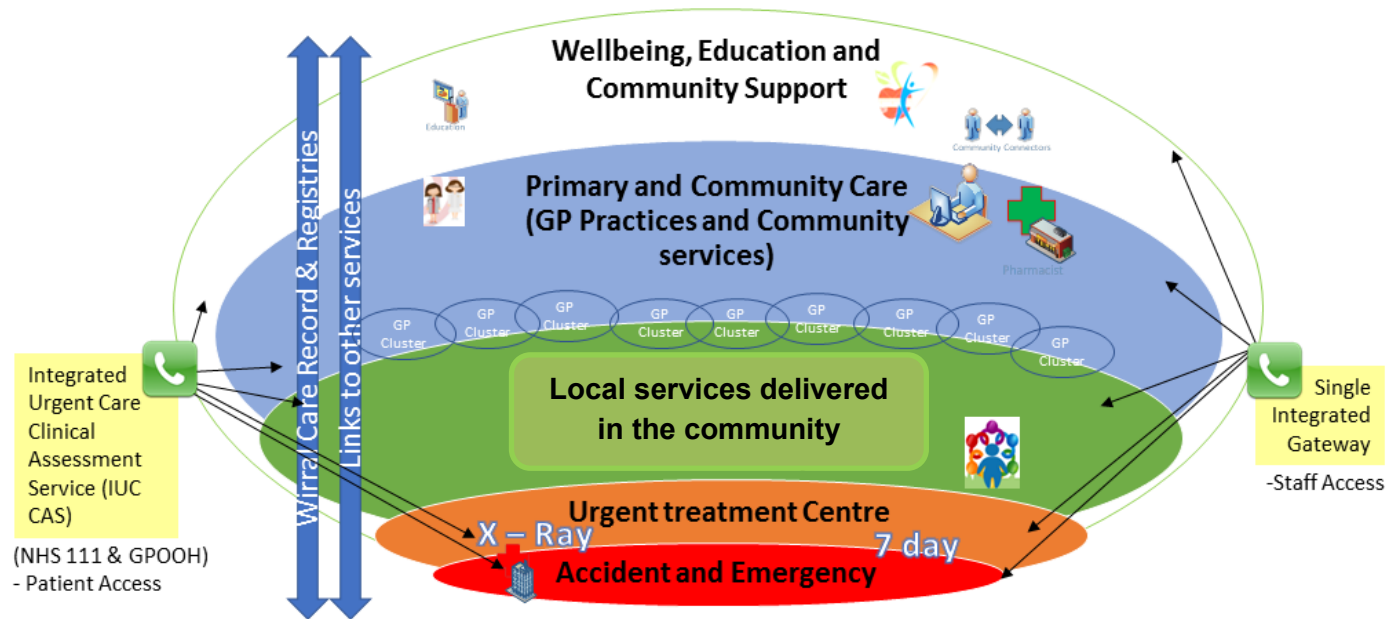 Wellbeing, Education and
Community Support
Education
Community Connectors
Primary and Community Care
(GP Practices and Community
services)
Pharmacist
Wirral Care Record & Registries
Links to other services
GP
Cluster
GP
Cluster
GP
Cluster
GP
Cluster
GP
Cluster
GP
Cluster
GP
Cluster
GP
Cluster
GP
Cluster
Local services delivered
in the community
Integrated
Urgent Care
Clinical
Assessment
Service (IUC
CAS)
(NHS 111 & GPOOH)
- Patient Access
Single
Integrated
Gateway
-Staff Access
Urgent treatment Centre
X – Ray
7 day
Accident and Emergency